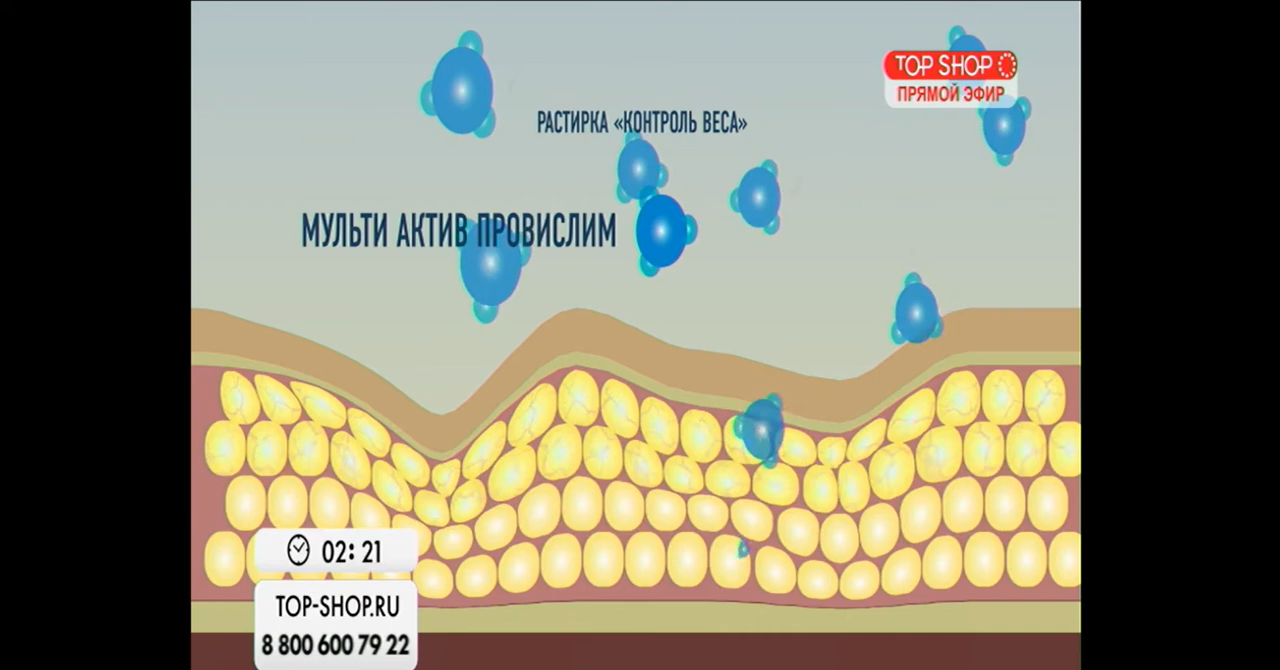 TOP SHOP
ПРЯМОЙ ЭФИР
РАСТИРКА «КОНТРОЛЬ ВЕСА»
МУЛЬТИ АКТИВ ПРОВИСЛИМ
02:21
TOP-SHOP.RU
8 800 600 79 22